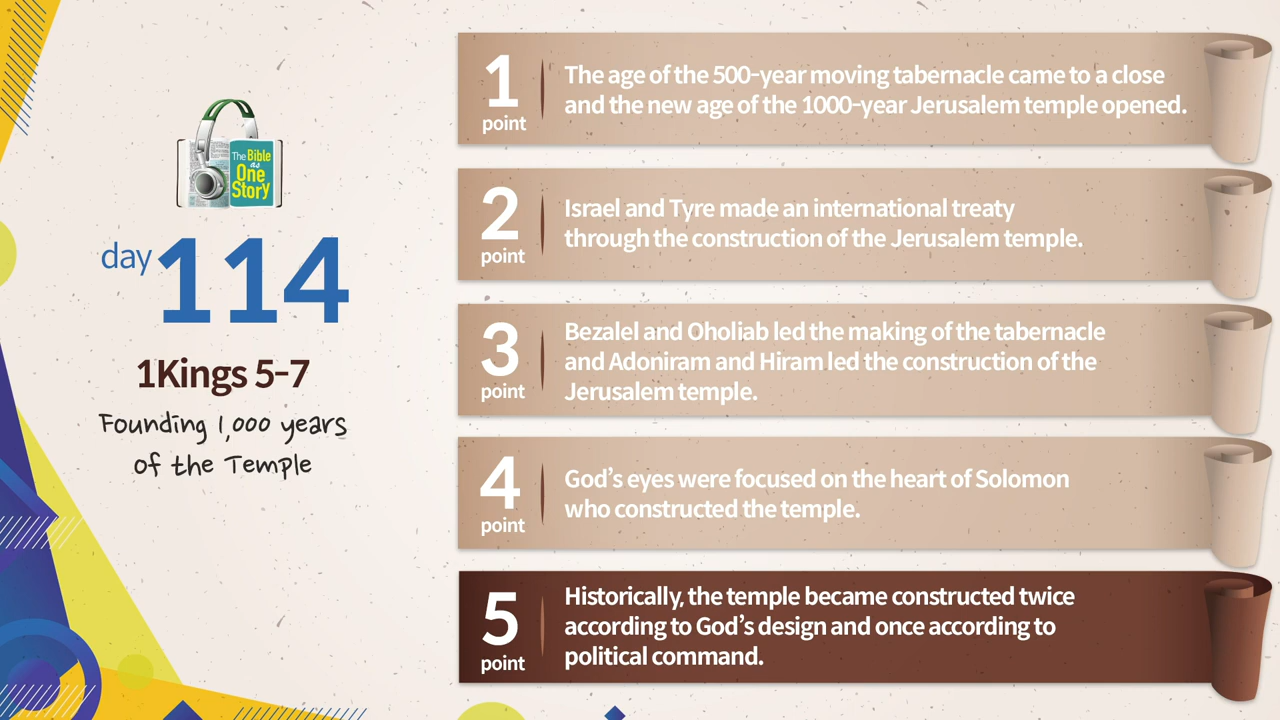 The Bible
as
One
Story
day 114
1Kings 5-7
Founding 1,000 years
of the Temple
1
point
The age of the 500-year moving tabernacle came to a close
and the new age of the 1000-year Jerusalem temple opened.
2
point
Israel and Tyre made an international treaty
through the construction of the Jerusalem temple.
3
point
Bezalel and Oholiab led the making of the tabernacle
and Adoniram and Hiram led the construction of the
Jerusalem temple.
4
point
God’s eyes were focused on the heart of Solomon
who constructed the temple.
5
point
Historically, the temple became constructed twice
according to God’s design and once according to
political command.